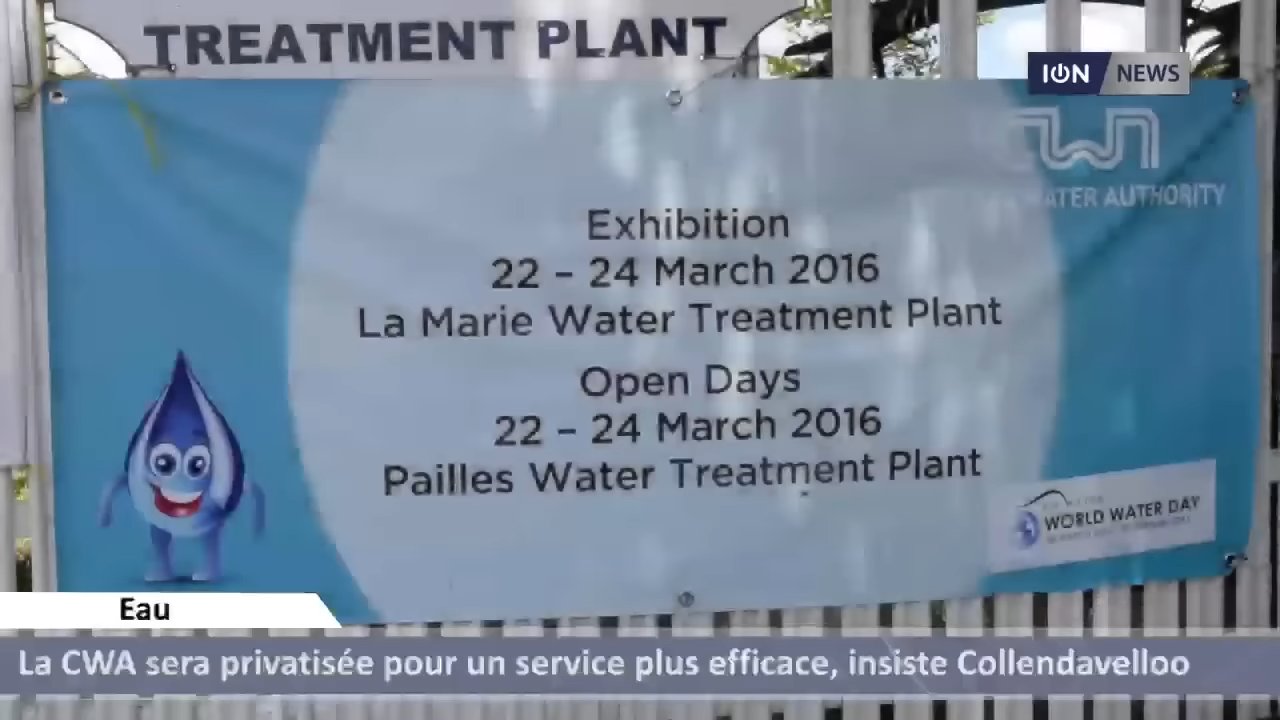 TREATMENT PLANT
ION NEWS
CWA
WATER AUTHORITY
Exhibition
22 – 24 March 2016
La Marie Water Treatment Plant
Open Days
22 – 24 March 2016
Pailles Water Treatment Plant
WORLD WATER DAY
Eau
La CWA sera privatisée pour un service plus efficace, insiste Collendavelloo